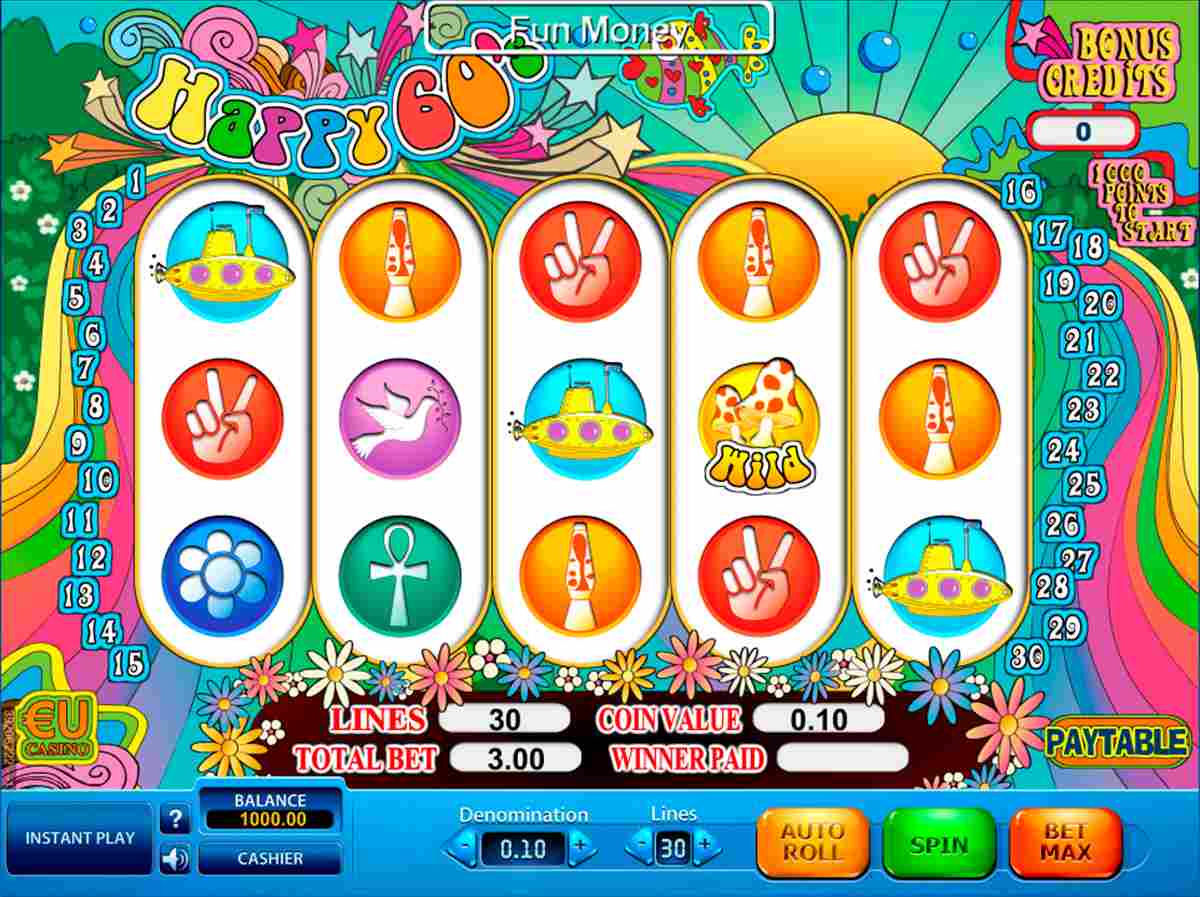 Fun Money
Happy 60's
BONUS
CREDITS
0
1000
POINTS
TO
START
1
2
3
4
5
6
7
8
9
10
11
12
13
14
15
16
17
18
19
20
21
22
23
24
25
26
27
28
29
30
Wild
LINES 30 COIN VALUE 0.10
TOTAL BET 3.00 WINNER PAID
€U
CASINO
PAYTABLE
INSTANT PLAY
?
BALANCE
1000.00
CASHIER
Denomination
- 0.10 +
Lines
- 30 +
AUTO
ROLL
SPIN
BET
MAX